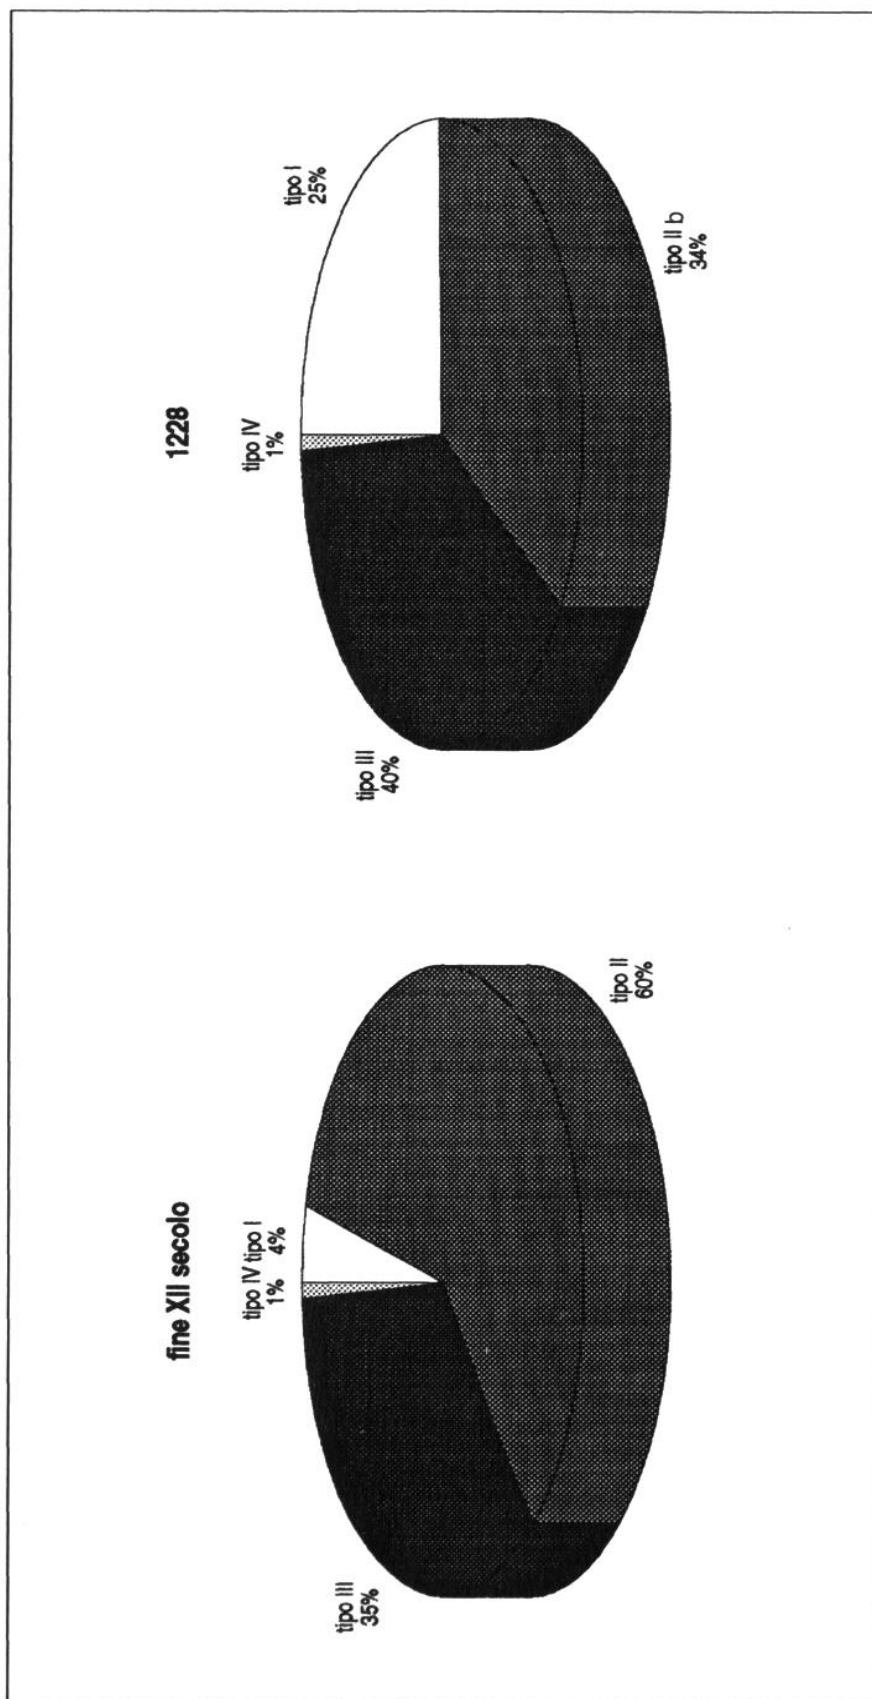 fine XII secolo
tipo IV tipo I
1% 4%
tipo III
35%
tipo II
60%
1228
tipo IV
1%
tipo I
25%
tipo III
40%
tipo II b
34%